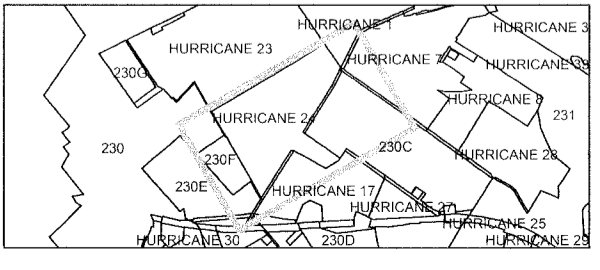 HURRICANE 1
HURRICANE 3
HURRICANE 23
HURRICANE 7
HURRICANE 39
230G
HURRICANE 8
231
HURRICANE 24
230
230F
230C
HURRICANE 28
230E
HURRICANE 17
HURRICANE 27
HURRICANE 25
HURRICANE 30
230D
HURRICANE 29